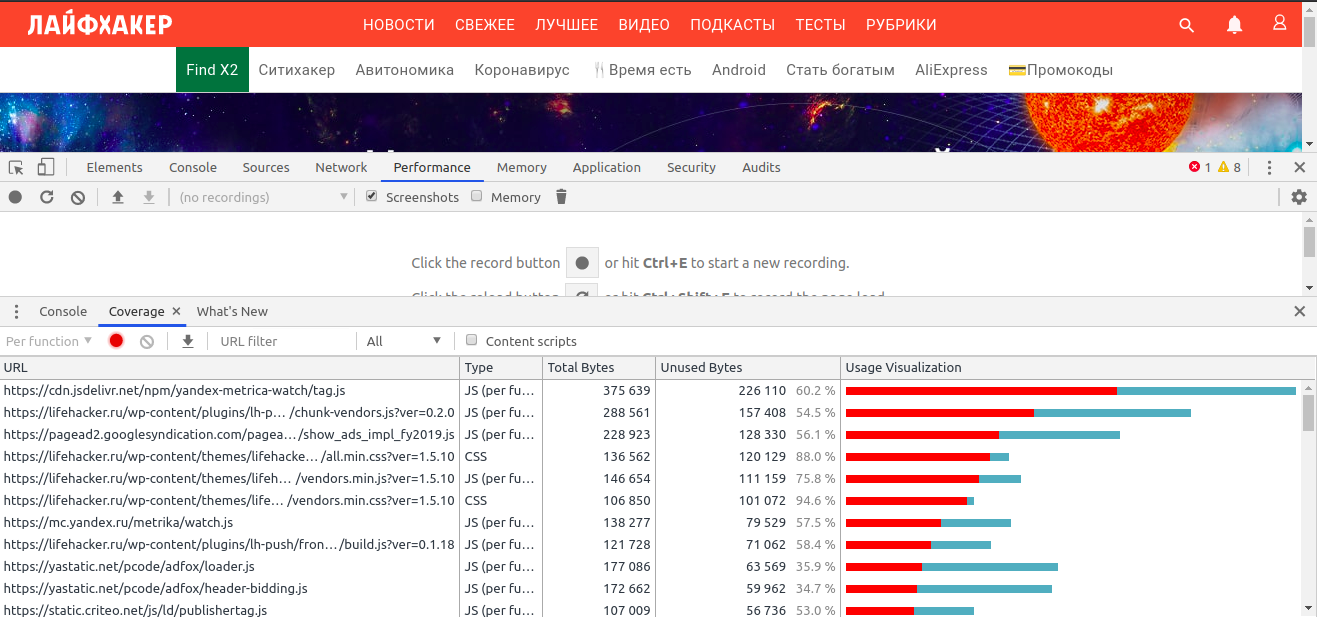 ЛАЙФХАКЕР НОВОСТИ СВЕЖЕЕ ЛУЧШЕЕ ВИДЕО ПОДКАСТЫ ТЕСТЫ РУБРИКИ
Find X2 Ситихакер Авитономика Коронавирус 🍴Время есть Android Стать богатым AliExpress 💳Промокоды
Elements Console Sources Network Performance Memory Application Security Audits 1 8
(no recordings) Screenshots Memory
Click the record button or hit Ctrl+E to start a new recording.
Click the reload button or hit Ctrl+Shift+E to record the page load.
Console Coverage What's New
Per function URL filter All Content scripts
URL Type Total Bytes Unused Bytes Usage Visualization
https://cdn.jsdelivr.net/npm/yandex-metrica-watch/tag.js JS (per fu… 375 639 226 110 60.2 %
https://lifehacker.ru/wp-content/plugins/lh-p… /chunk-vendors.js?ver=0.2.0 JS (per fu… 288 561 157 408 54.5 %
https://pagead2.googlesyndication.com/pagea… /show_ads_impl_fy2019.js JS (per fu… 228 923 128 330 56.1 %
https://lifehacker.ru/wp-content/themes/lifehacke… /all.min.css?ver=1.5.10 CSS 136 562 120 129 88.0 %
https://lifehacker.ru/wp-content/themes/lifeh… /vendors.min.js?ver=1.5.10 JS (per fu… 146 654 111 159 75.8 %
https://lifehacker.ru/wp-content/themes/life… /vendors.min.css?ver=1.5.10 CSS 106 850 101 072 94.6 %
https://mc.yandex.ru/metrika/watch.js JS (per fu… 138 277 79 529 57.5 %
https://lifehacker.ru/wp-content/plugins/lh-push/fron… /build.js?ver=0.1.18 JS (per fu… 121 728 71 062 58.4 %
https://yastatic.net/pcode/adfox/loader.js JS (per fu… 177 086 63 569 35.9 %
https://yastatic.net/pcode/adfox/header-bidding.js JS (per fu… 172 662 59 962 34.7 %
https://static.criteo.net/js/ld/publishertag.js JS (per fu… 107 009 56 736 53.0 %